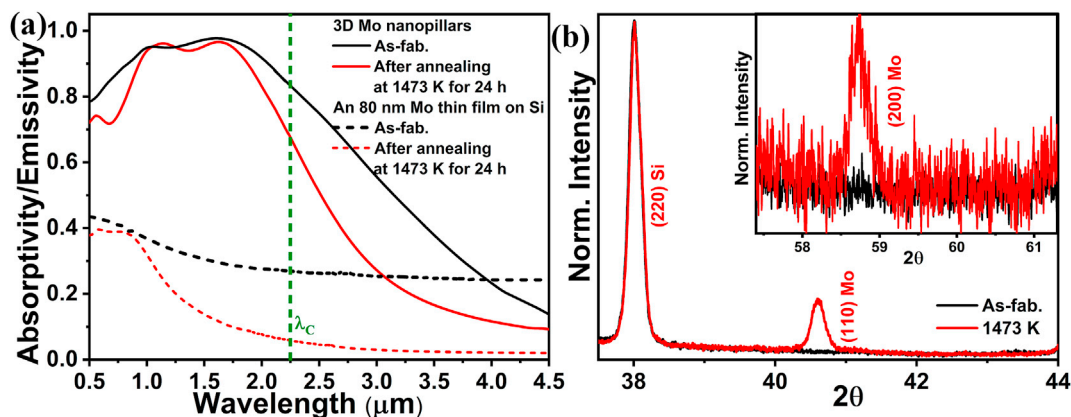 (a)
Absorptivity/Emissivity
1.0
0.8
0.6
0.4
0.2
0.0
3D Mo nanopillars
As-fab.
After annealing
at 1473 K for 24 h
An 80 nm Mo thin film on Si
As-fab.
After annealing
at 1473 K for 24 h
λC
0.5 1.0 1.5 2.0 2.5 3.0 3.5 4.0 4.5
Wavelength (μm)
(b)
Norm. Intensity
(220) Si
(110) Mo
As-fab.
1473 K
38 40 42 44
2θ
Norm. Intensity
(200) Mo
58 59 60 61
2θ